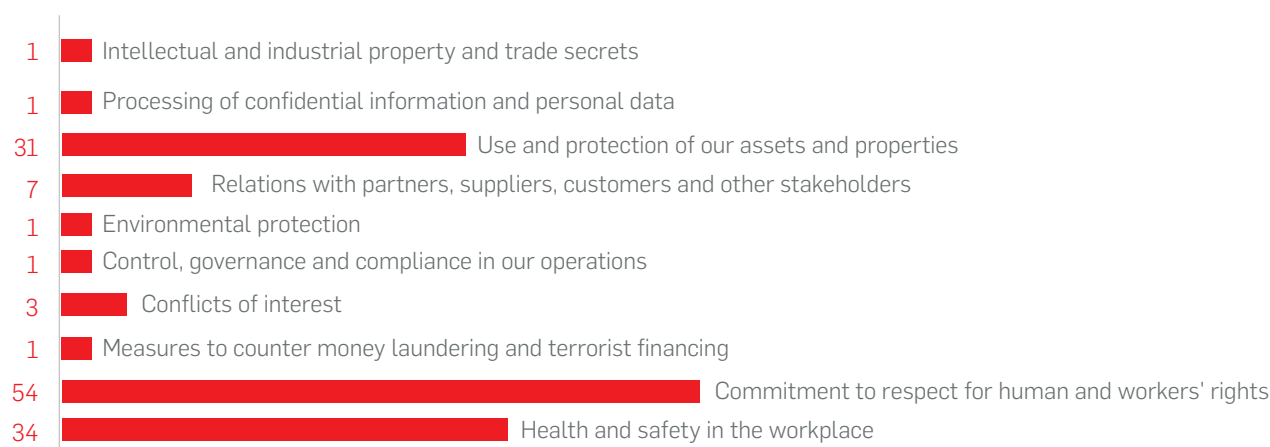 1 Intellectual and industrial property and trade secrets
1 Processing of confidential information and personal data
31 Use and protection of our assets and properties
7 Relations with partners, suppliers, customers and other stakeholders
1 Environmental protection
1 Control, governance and compliance in our operations
3 Conflicts of interest
1 Measures to counter money laundering and terrorist financing
54 Commitment to respect for human and workers' rights
34 Health and safety in the workplace